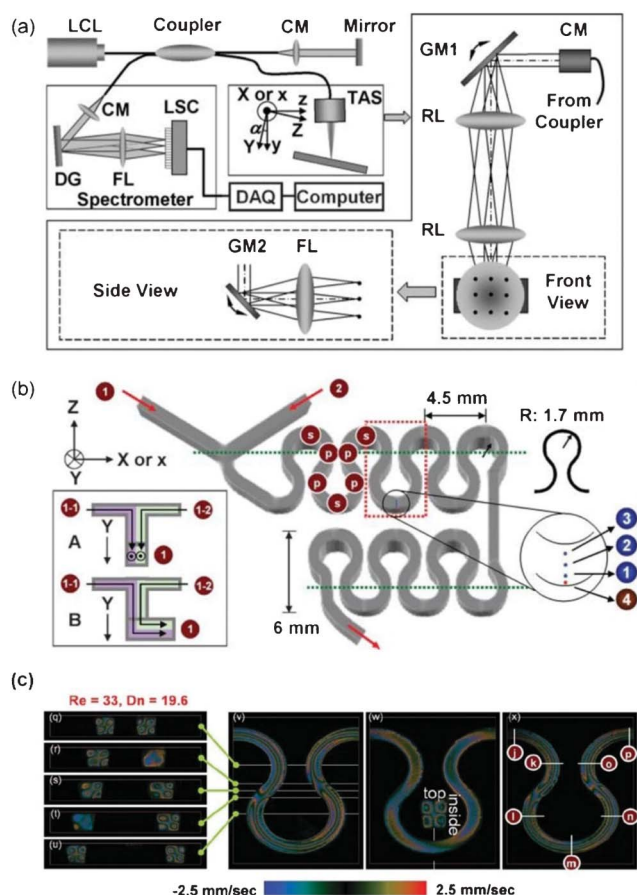 (a)
LCL
Coupler
CM
Mirror
GM1
CM
From
Coupler
CM
LSC
X or x
z
Z
α
Y
y
TAS
RL
DG
FL
Spectrometer
DAQ
Computer
RL
GM2
FL
Side View
Front
View
(b)
1
2
4.5 mm
R: 1.7 mm
Z
X or x
Y
s
s
p
p
p
p
s
1-1
1-2
A
Y
1
1-1
1-2
Y
B
1
3
2
1
4
6 mm
(c)
Re = 33, Dn = 19.6
(q)
(r)
(s)
(t)
(u)
(v)
(w)
top
inside
(x)
j
p
k
o
l
n
m
-2.5 mm/sec
2.5 mm/sec